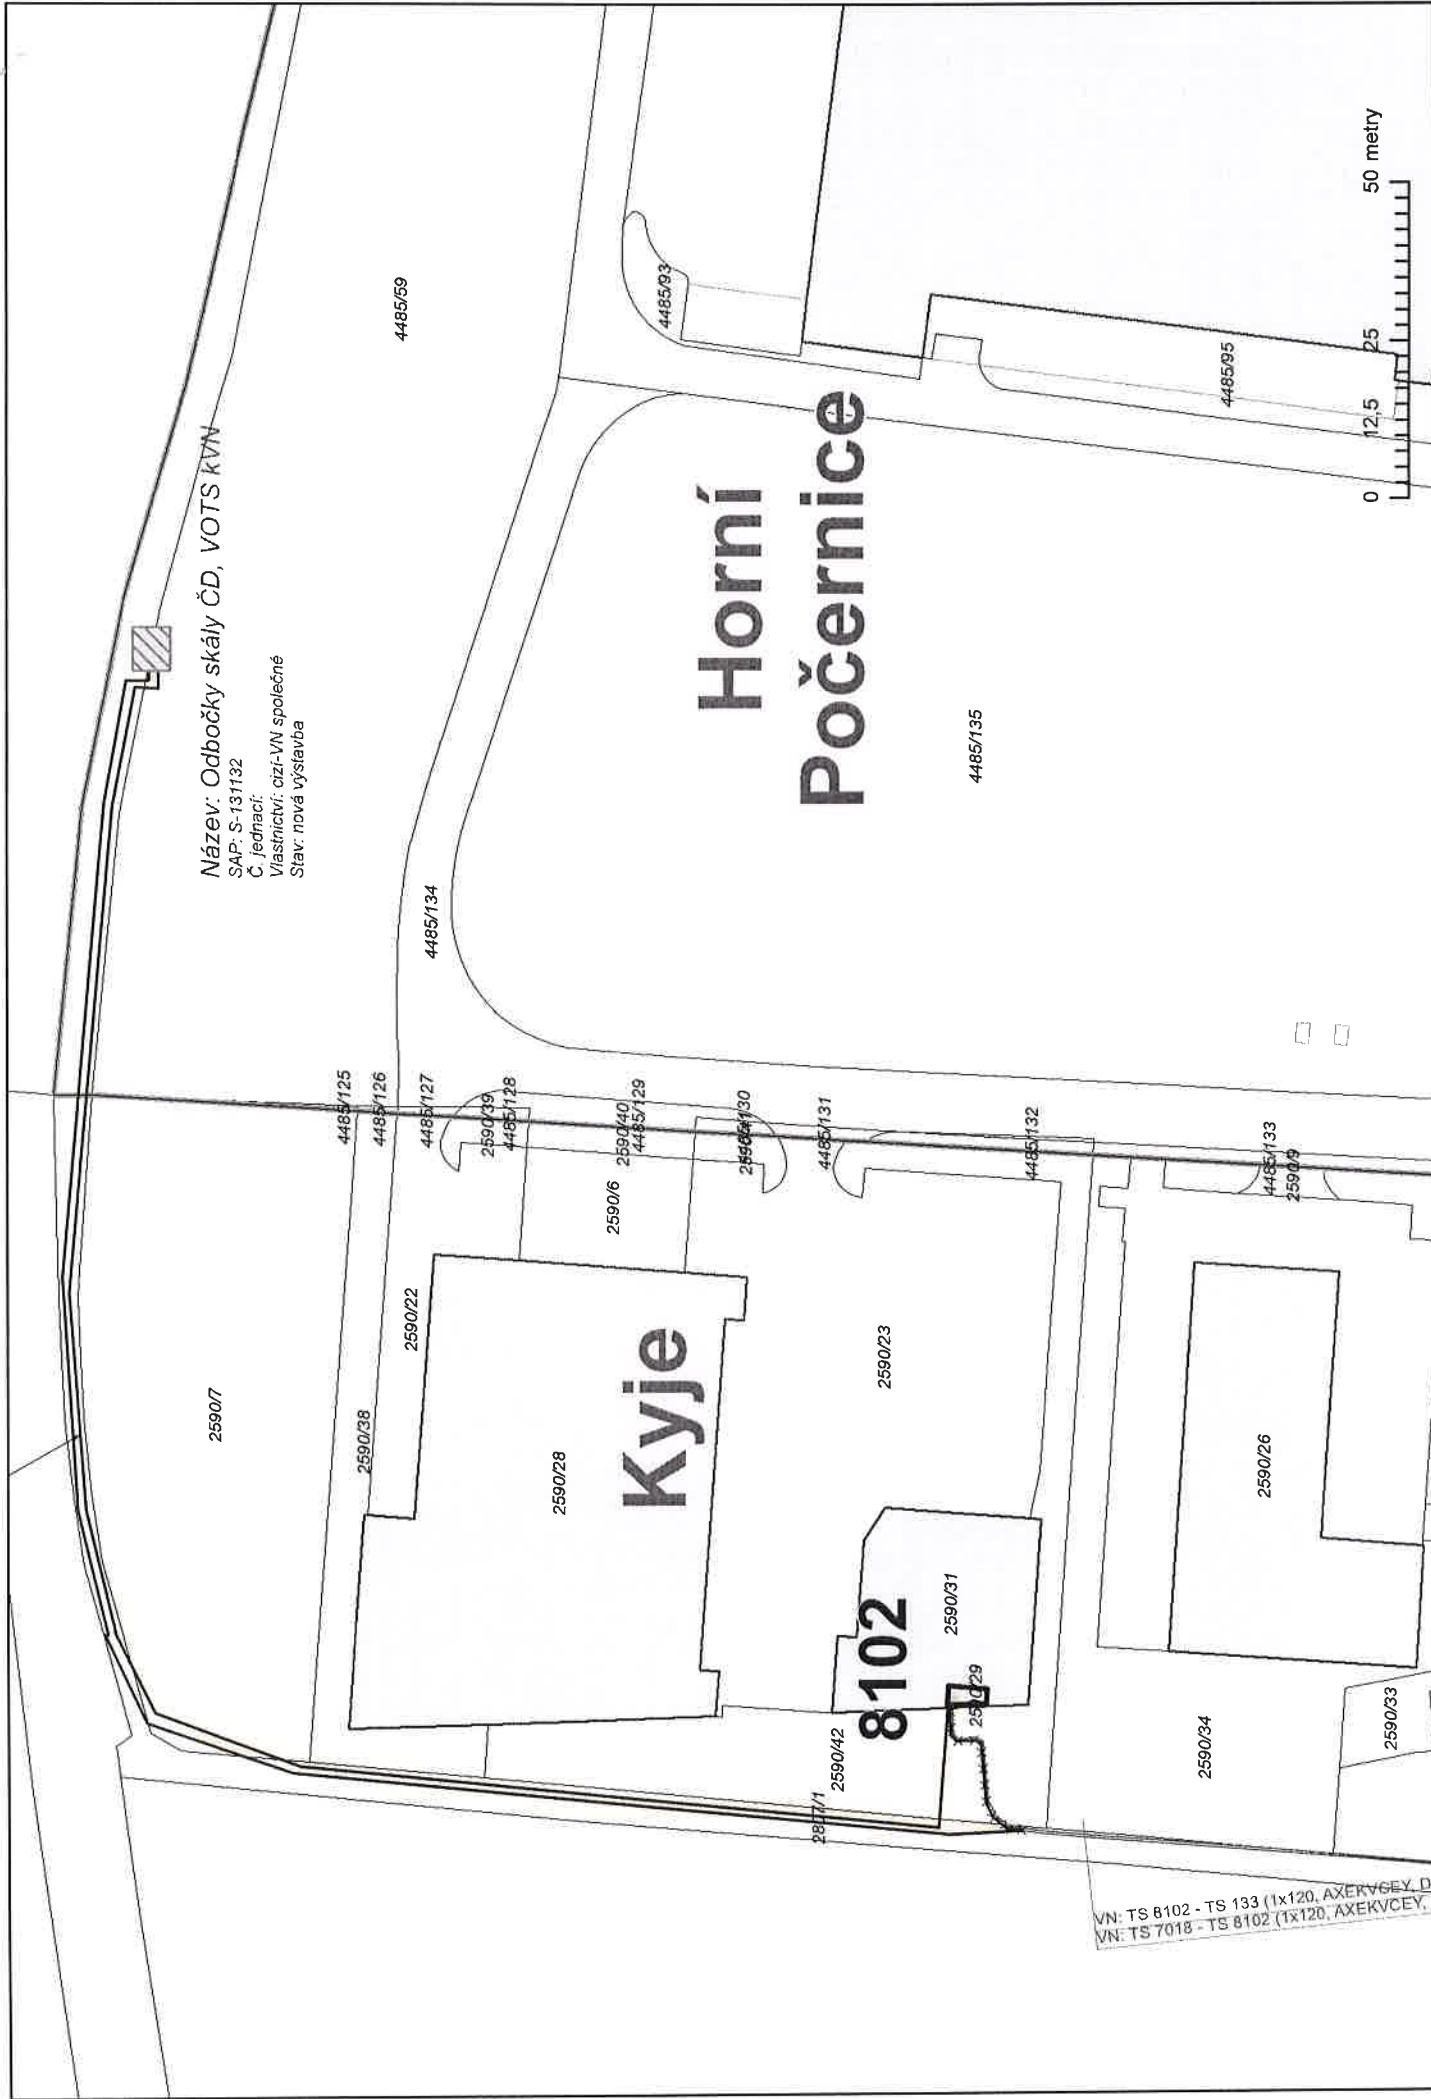 Název: Odbočky skály ČD, VOTS kVN
SAP: S-131132
Č. jednací:
Vlastnictví: cizí-VN společné
Stav: nová výstavba
4485/59
4485/93
4485/95
Horní
Počernice
4485/134
4485/135
4485/125
4485/126
4485/127
2590/39
4485/128
2590/40
4485/129
4485/131
4485/132
4485/133
2590/9
2590/7
2590/38
2590/22
2590/6
2590/28
Kyje
2590/23
2590/26
8102
2590/31
2590/29
2590/42
2590/34
2590/33
VN: TS 8102 - TS 133 (1x120, AXEKVCEY, D
VN: TS 7018 - TS 8102 (1x120, AXEKVCEY,
0 12,5 25 50 metry